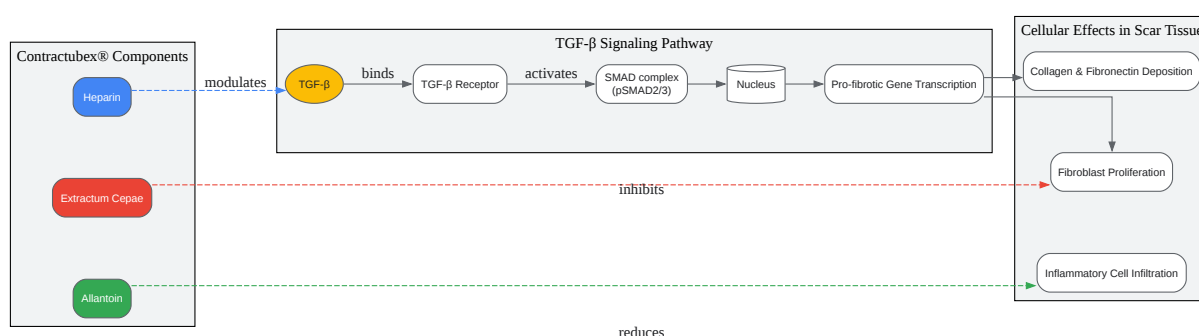 Contractubex® Components
Heparin
Extractum Cepae
Allantoin
modulates
TGF-β Signaling Pathway
TGF-β
binds
TGF-β Receptor
activates
SMAD complex
(pSMAD2/3)
Nucleus
Pro-fibrotic Gene Transcription
inhibits
reduces
Cellular Effects in Scar Tissue
Collagen & Fibronectin Deposition
Fibroblast Proliferation
Inflammatory Cell Infiltration